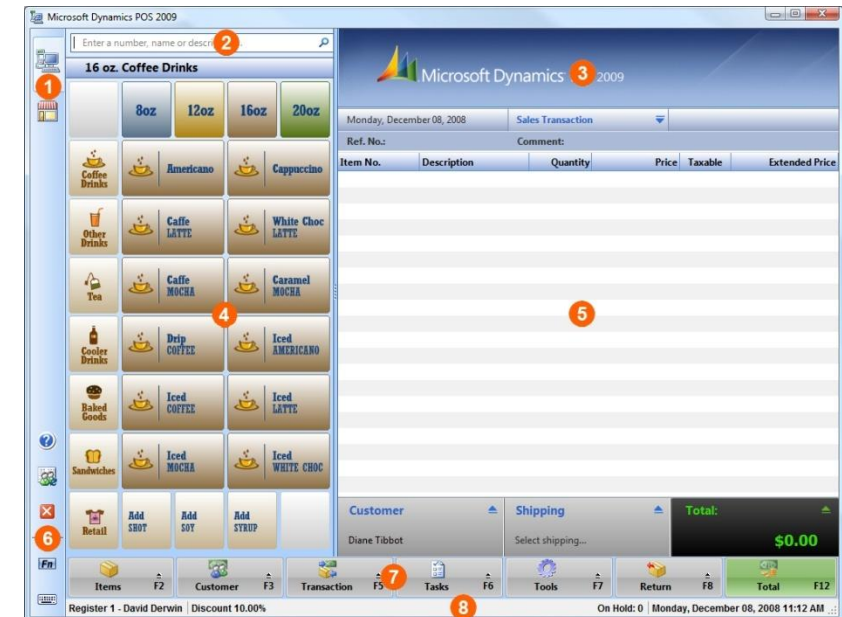 Microsoft Dynamics POS 2009
1
Enter a number, name or descri
2
16 oz. Coffee Drinks
8oz
12oz
16oz
20oz
Coffee
Drinks
Americano
Cappuccino
Other
Drinks
Caffe
LATTE
White Choc
LATTE
Tea
Caffe
MOCHA
Caramel
MOCHA
4
Cooler
Drinks
Drip
COFFEE
Iced
AMERICANO
Baked
Goods
Iced
COFFEE
Iced
LATTE
Sandwiches
Iced
MOCHA
Iced
WHITE CHOC
Retail
Add
SHOT
Add
SOY
Add
SYRUP
Microsoft Dynamics
3
2009
Monday, December 08, 2008
Sales Transaction
Ref. No.:
Comment:
Item No.
Description
Quantity
Price
Taxable
Extended Price
5
Customer
Diane Tibbot
Shipping
Select shipping...
Total:
$0.00
?
6
Fn
Items F2
Customer F3
Transaction F5
7
Tasks F6
Tools F7
Return F8
Total F12
Register 1 - David Derwin
Discount 10.00%
8
On Hold: 0
Monday, December 08, 2008 11:12 AM